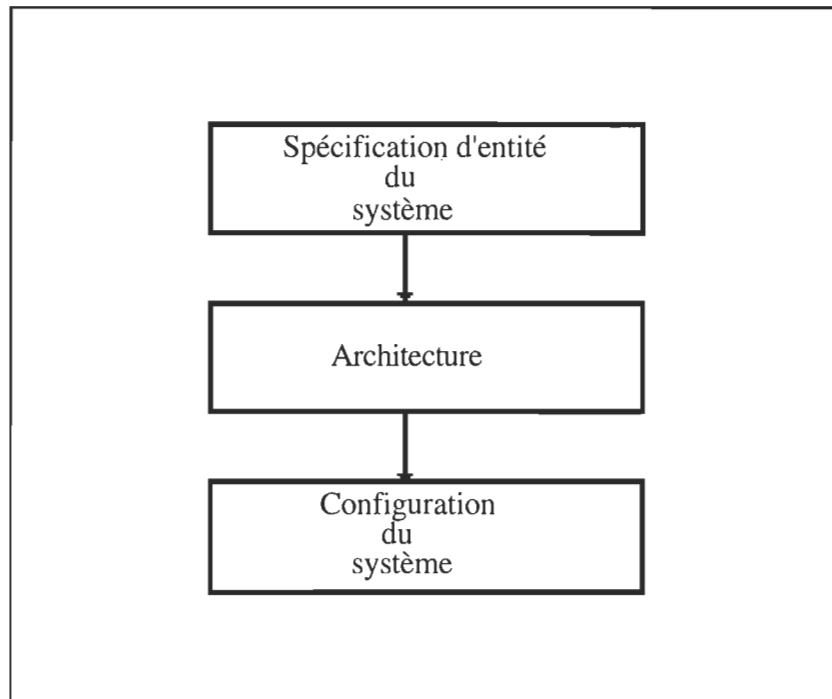 Spécification d'entité
du
système
Architecture
Configuration
du
système